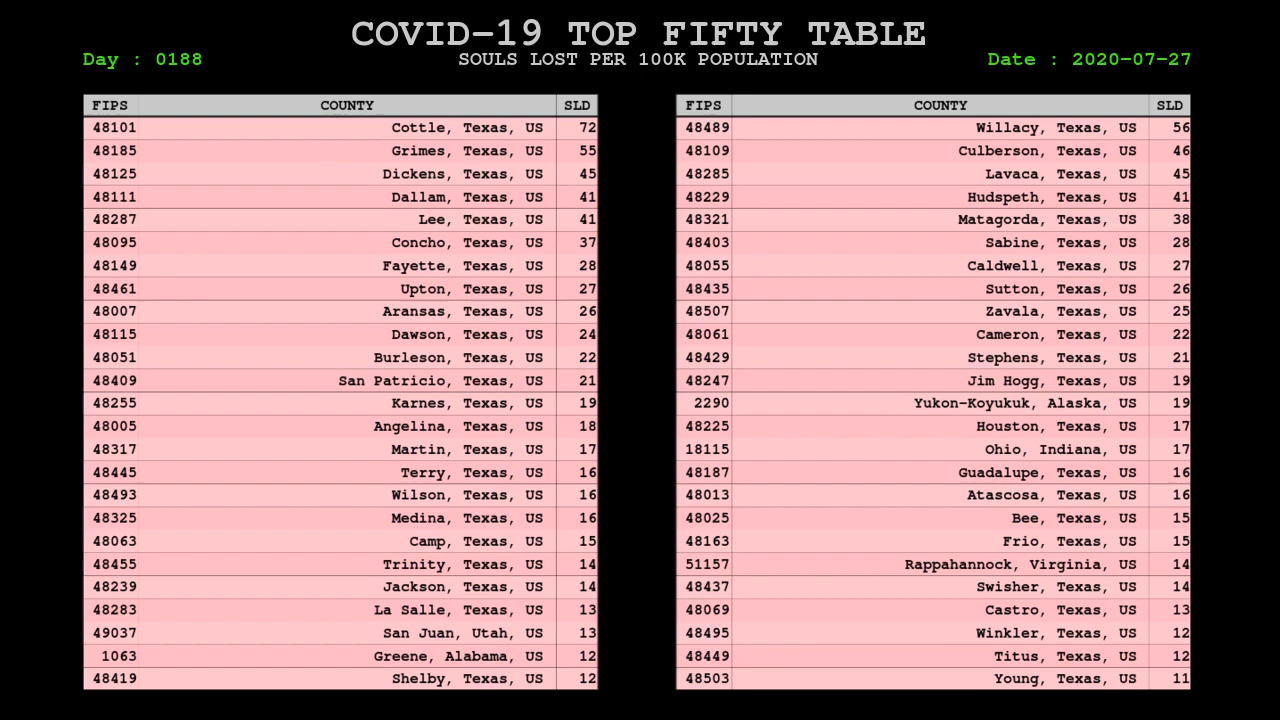 COVID-19 TOP FIFTY TABLE
Day : 0188 SOULS LOST PER 100K POPULATION Date : 2020-07-27
FIPS COUNTY SLD
48101 Cottle, Texas, US 72
48185 Grimes, Texas, US 55
48125 Dickens, Texas, US 45
48111 Dallam, Texas, US 41
48287 Lee, Texas, US 41
48095 Concho, Texas, US 37
48149 Fayette, Texas, US 28
48461 Upton, Texas, US 27
48007 Aransas, Texas, US 26
48115 Dawson, Texas, US 24
48051 Burleson, Texas, US 22
48409 San Patricio, Texas, US 21
48255 Karnes, Texas, US 19
48005 Angelina, Texas, US 18
48317 Martin, Texas, US 17
48445 Terry, Texas, US 16
48493 Wilson, Texas, US 16
48325 Medina, Texas, US 16
48063 Camp, Texas, US 15
48455 Trinity, Texas, US 14
48239 Jackson, Texas, US 14
48283 La Salle, Texas, US 13
49037 San Juan, Utah, US 13
1063 Greene, Alabama, US 12
48419 Shelby, Texas, US 12
FIPS COUNTY SLD
48489 Willacy, Texas, US 56
48109 Culberson, Texas, US 46
48285 Lavaca, Texas, US 45
48229 Hudspeth, Texas, US 41
48321 Matagorda, Texas, US 38
48403 Sabine, Texas, US 28
48055 Caldwell, Texas, US 27
48435 Sutton, Texas, US 26
48507 Zavala, Texas, US 25
48061 Cameron, Texas, US 22
48429 Stephens, Texas, US 21
48247 Jim Hogg, Texas, US 19
2290 Yukon-Koyukuk, Alaska, US 19
48225 Houston, Texas, US 17
18115 Ohio, Indiana, US 17
48187 Guadalupe, Texas, US 16
48013 Atascosa, Texas, US 16
48025 Bee, Texas, US 15
48163 Frio, Texas, US 15
51157 Rappahannock, Virginia, US 14
48437 Swisher, Texas, US 14
48069 Castro, Texas, US 13
48495 Winkler, Texas, US 12
48449 Titus, Texas, US 12
48503 Young, Texas, US 11